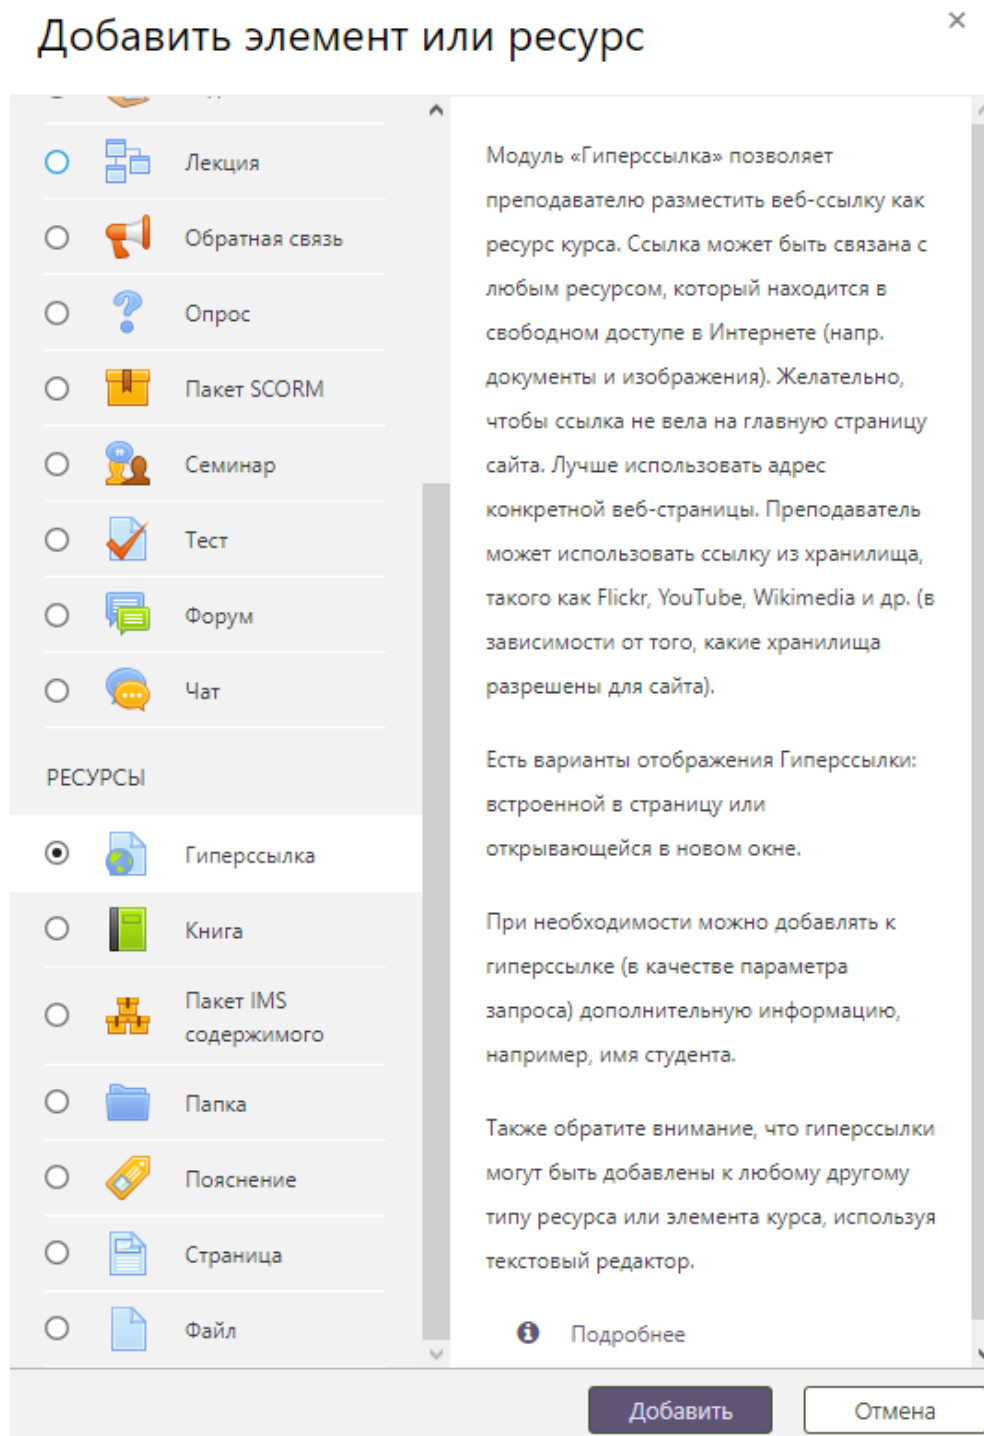 Добавить элемент или ресурс
Лекция
Обратная связь
Опрос
Пакет SCORM
Семинар
Тест
Форум
Чат
РЕСУРСЫ
Гиперссылка
Книга
Пакет IMS
содержимого
Папка
Пояснение
Страница
Файл
Модуль «Гиперссылка» позволяет
преподавателю разместить веб-ссылку как
ресурс курса. Ссылка может быть связана с
любым ресурсом, который находится в
свободном доступе в Интернете (напр.
документы и изображения). Желательно,
чтобы ссылка не вела на главную страницу
сайта. Лучше использовать адрес
конкретной веб-страницы. Преподаватель
может использовать ссылку из хранилища,
такого как Flickr, YouTube, Wikimedia и др. (в
зависимости от того, какие хранилища
разрешены для сайта).
Есть варианты отображения Гиперссылки:
встроенной в страницу или
открывающейся в новом окне.
При необходимости можно добавлять к
гиперссылке (в качестве параметра
запроса) дополнительную информацию,
например, имя студента.
Также обратите внимание, что гиперссылки
могут быть добавлены к любому другому
типу ресурса или элемента курса, используя
текстовый редактор.
Подробнее
Добавить
Отмена